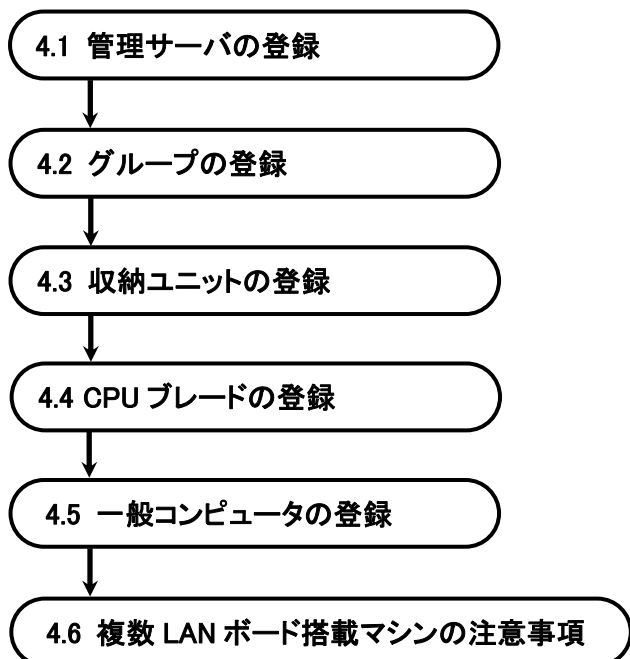 4.1 管理サーバの登録
4.2 グループの登録
4.3 収納ユニットの登録
4.4 CPU ブレードの登録
4.5 一般コンピュータの登録
4.6 複数 LAN ボード搭載マシンの注意事項